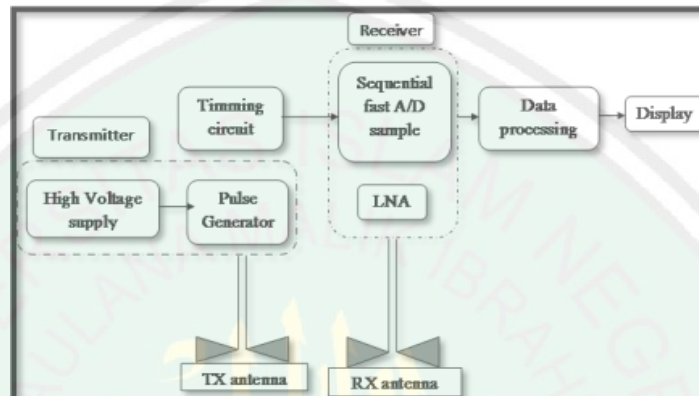 Receiver
Timming
circuit
Sequential
fast A/D
sample
Data
processing
Display
Transmitter
High Voltage
supply
Pulse
Generator
LNA
TX antenna
RX antenna